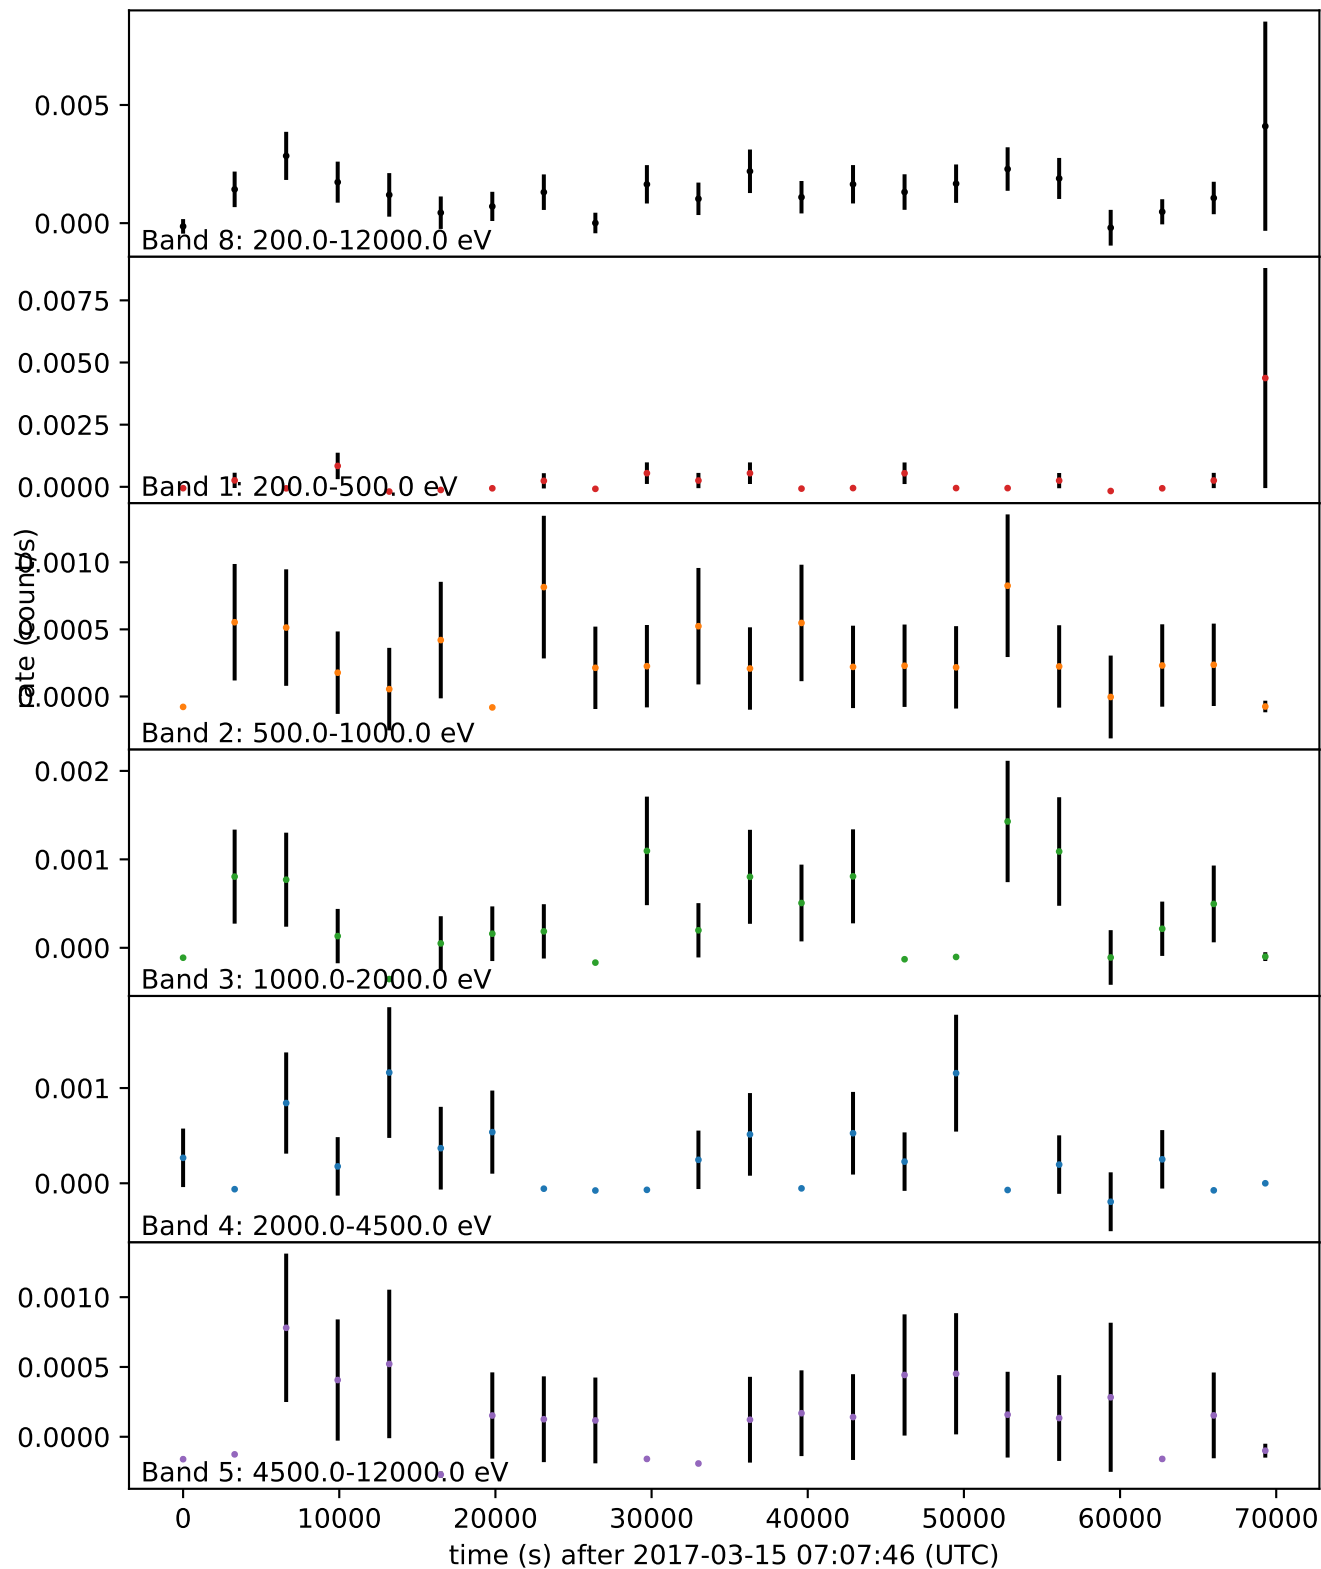 0.005
0.000
Band 8: 200.0-12000.0 eV
0.0075
0.0050
0.0025
0.0000
Band 1: 200.0-500.0 eV
rate (count/s)
0.0010
0.0005
0.0000
Band 2: 500.0-1000.0 eV
0.002
0.001
0.000
Band 3: 1000.0-2000.0 eV
0.001
0.000
Band 4: 2000.0-4500.0 eV
0.0010
0.0005
0.0000
Band 5: 4500.0-12000.0 eV
0 10000 20000 30000 40000 50000 60000 70000
time (s) after 2017-03-15 07:07:46 (UTC)